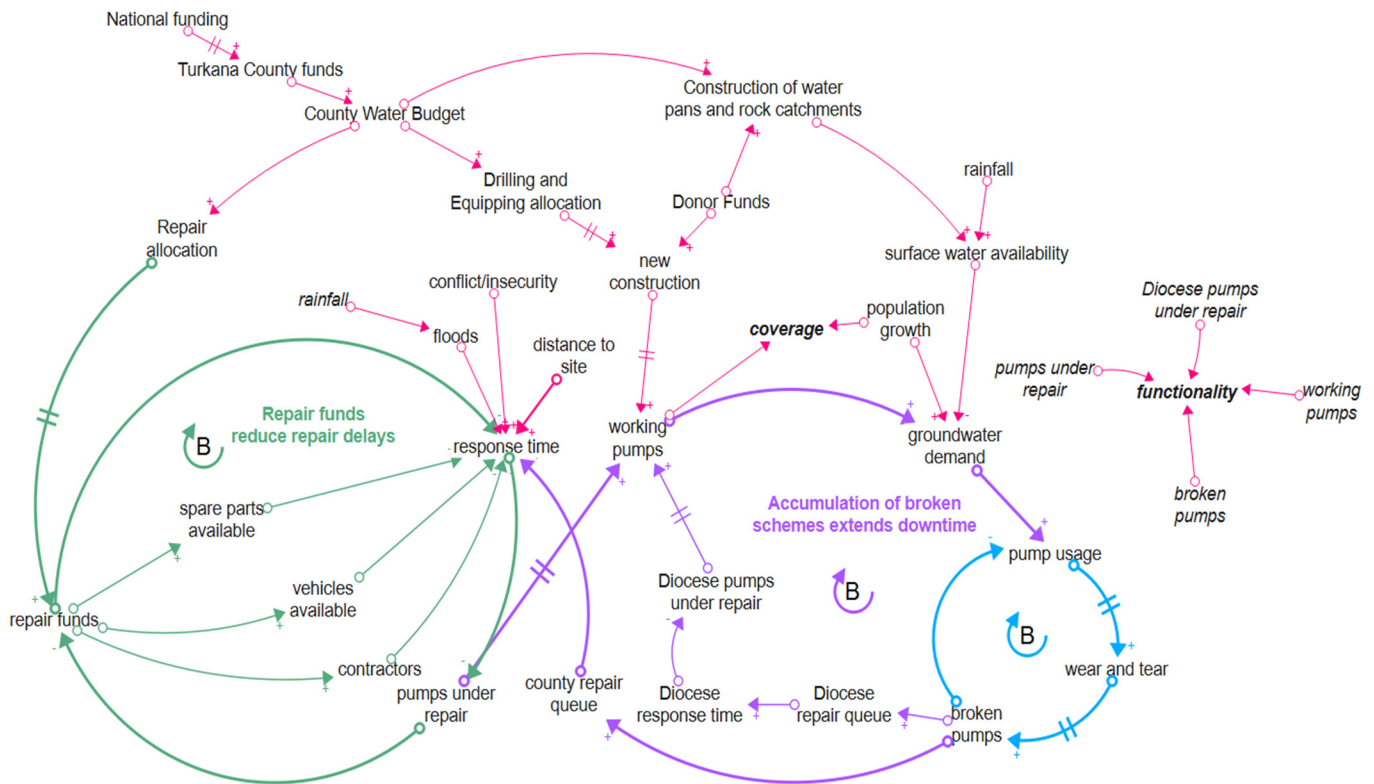 National funding
Turkana County funds
County Water Budget
Construction of water
pans and rock catchments
Drilling and
Equipping allocation
Donor Funds
rainfall
Repair
allocation
surface water availability
new
construction
conflict/insecurity
rainfall
floods
distance to
site
coverage
population
growth
Diocese pumps
under repair
pumps under
repair
functionality
working
pumps
broken
pumps
Repair funds
reduce repair delays
B
response time
working
pumps
groundwater
demand
Accumulation of broken
schemes extends downtime
B
spare parts
available
vehicles
available
repair funds
contractors
pumps under
repair
county repair
queue
Diocese pumps
under repair
Diocese
response time
Diocese
repair queue
broken
pumps
pump usage
B
wear and tear